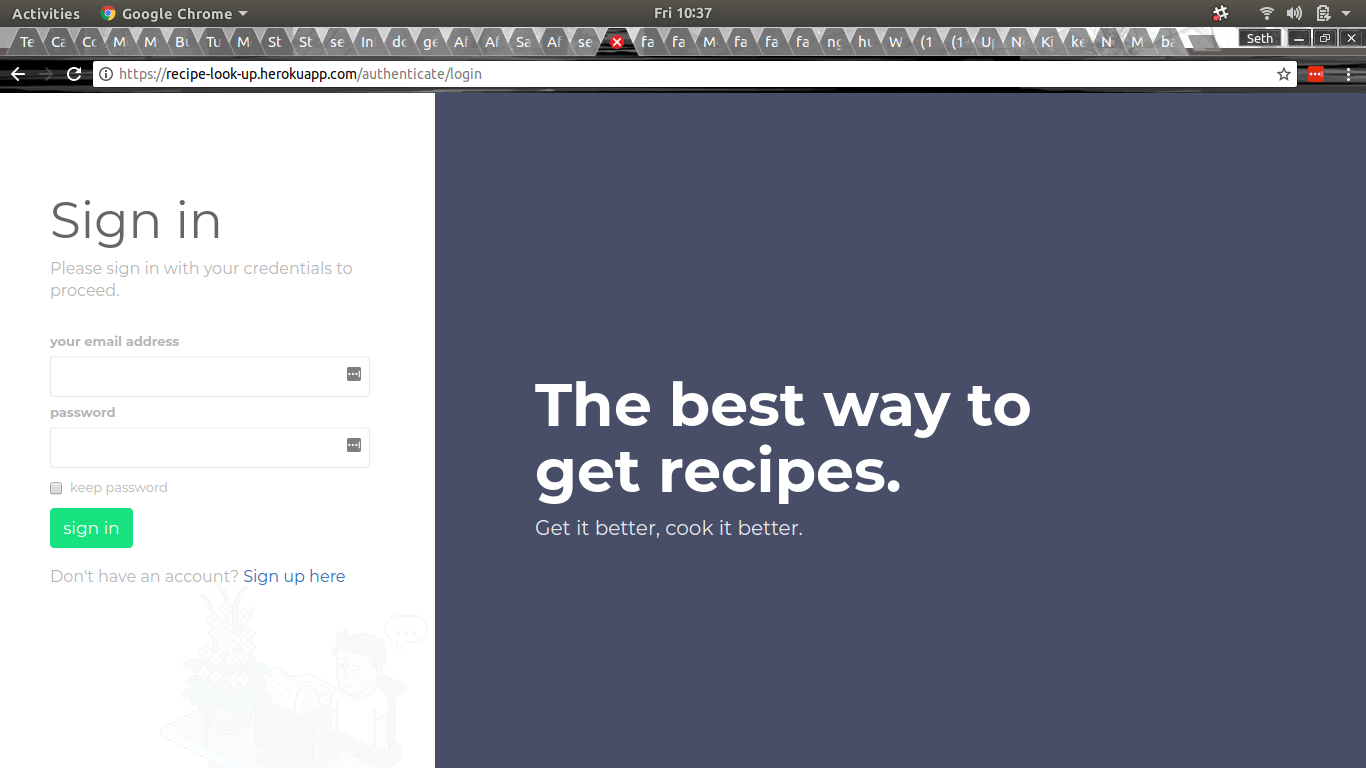 Activities Google Chrome Fri 10:37
Te Ca Co M M Bu Tu M St St se In do ge Af Af Sa Af se fa fa M fa fa fa ng hu W (1 (1 Up N Ki ke N M ba Seth
https://recipe-look-up.herokuapp.com/authenticate/login
Sign in
Please sign in with your credentials to
proceed.
your email address
password
keep password
sign in
Don't have an account? Sign up here
The best way to
get recipes.
Get it better, cook it better.